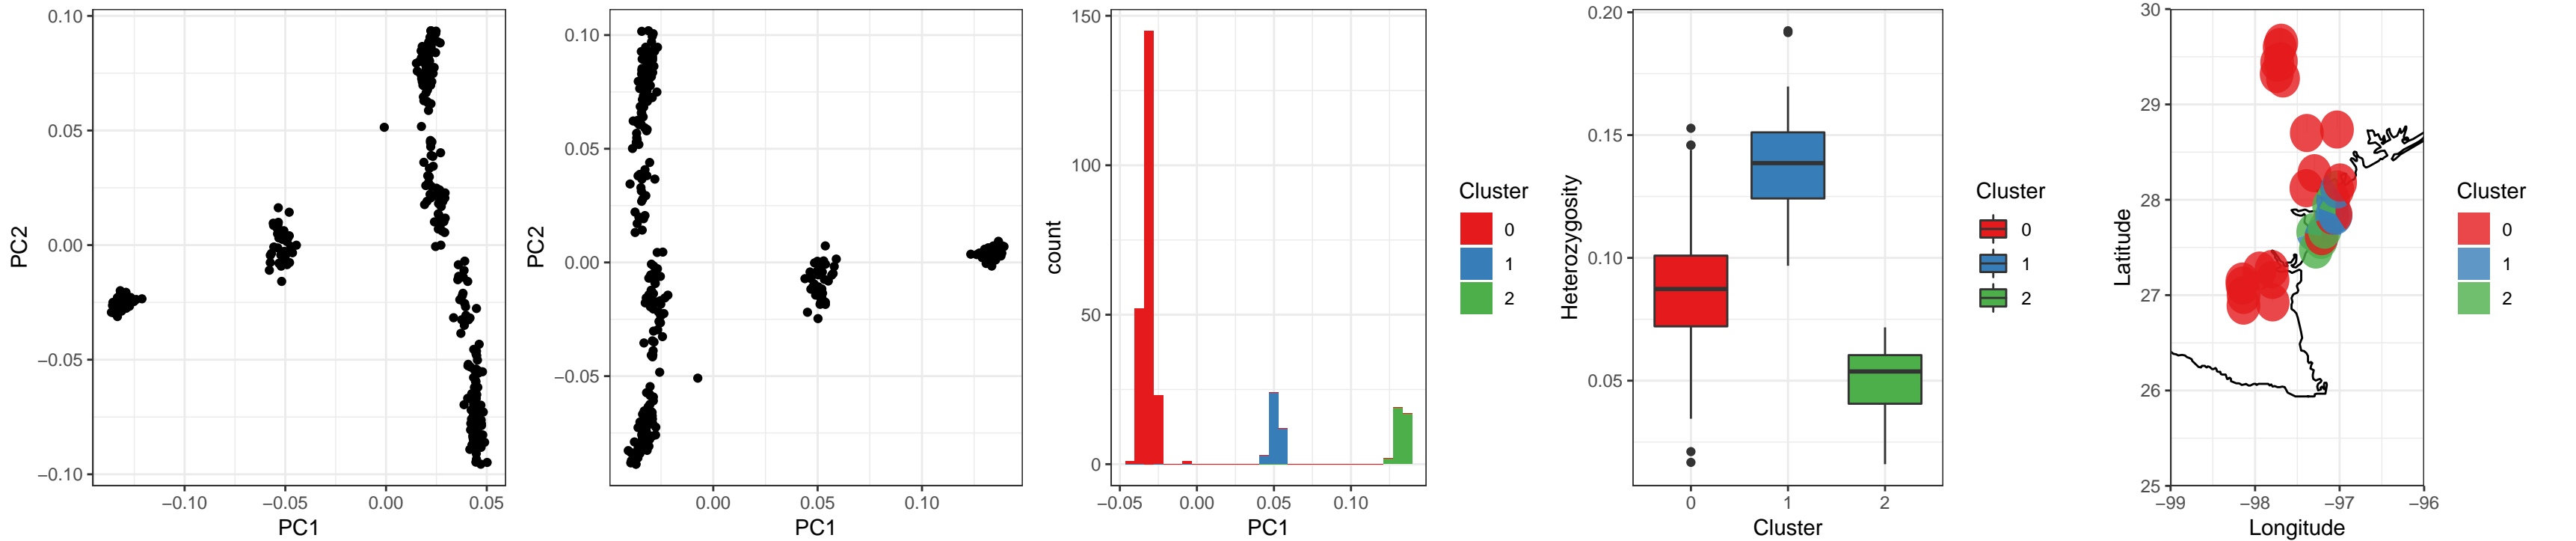 0.10
0.05
0.00
−0.05
−0.10
PC2
−0.10 −0.05 0.00 0.05
PC1
0.10
0.05
0.00
−0.05
PC2
0.00 0.05 0.10
PC1
150
100
50
0
count
−0.05 0.00 0.05 0.10
PC1
Cluster
0
1
2
0.20
0.15
0.10
0.05
Heterozygosity
0 1 2
Cluster
Cluster
0
1
2
30
29
28
27
26
25
Latitude
−99 −98 −97 −96
Longitude
Cluster
0
1
2